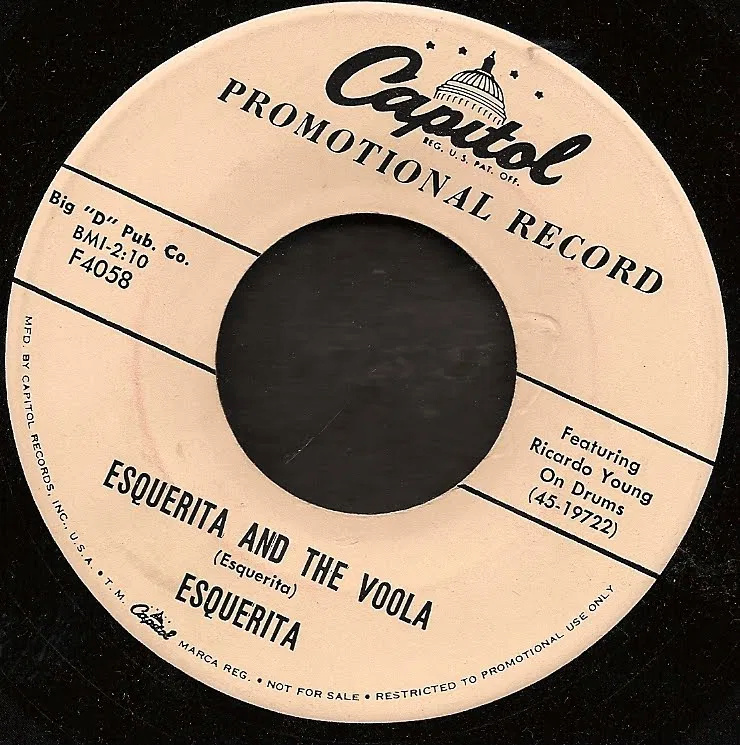 Capitol
REG. U.S. PAT. OFF.
PROMOTIONAL RECORD
Big "D" Pub. Co.
BMI-2:10
F4058
Featuring
Ricardo Young
On Drums
(45-19722)
ESQUERITA AND THE VOOLA
(Esquerita)
ESQUERITA
MFD. BY CAPITOL RECORDS, INC., U.S.A. • T.M. Capitol MARCA REG. • NOT FOR SALE • RESTRICTED TO PROMOTIONAL USE ONLY